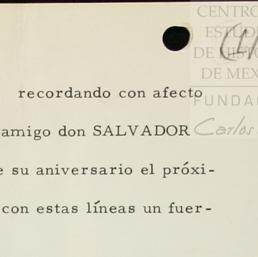 CENTRO
DE MEX
FUNDA
recordando con afecto
amigo don SALVADOR
Carlos
e su aniversario el próxi-
con estas líneas un fuer-